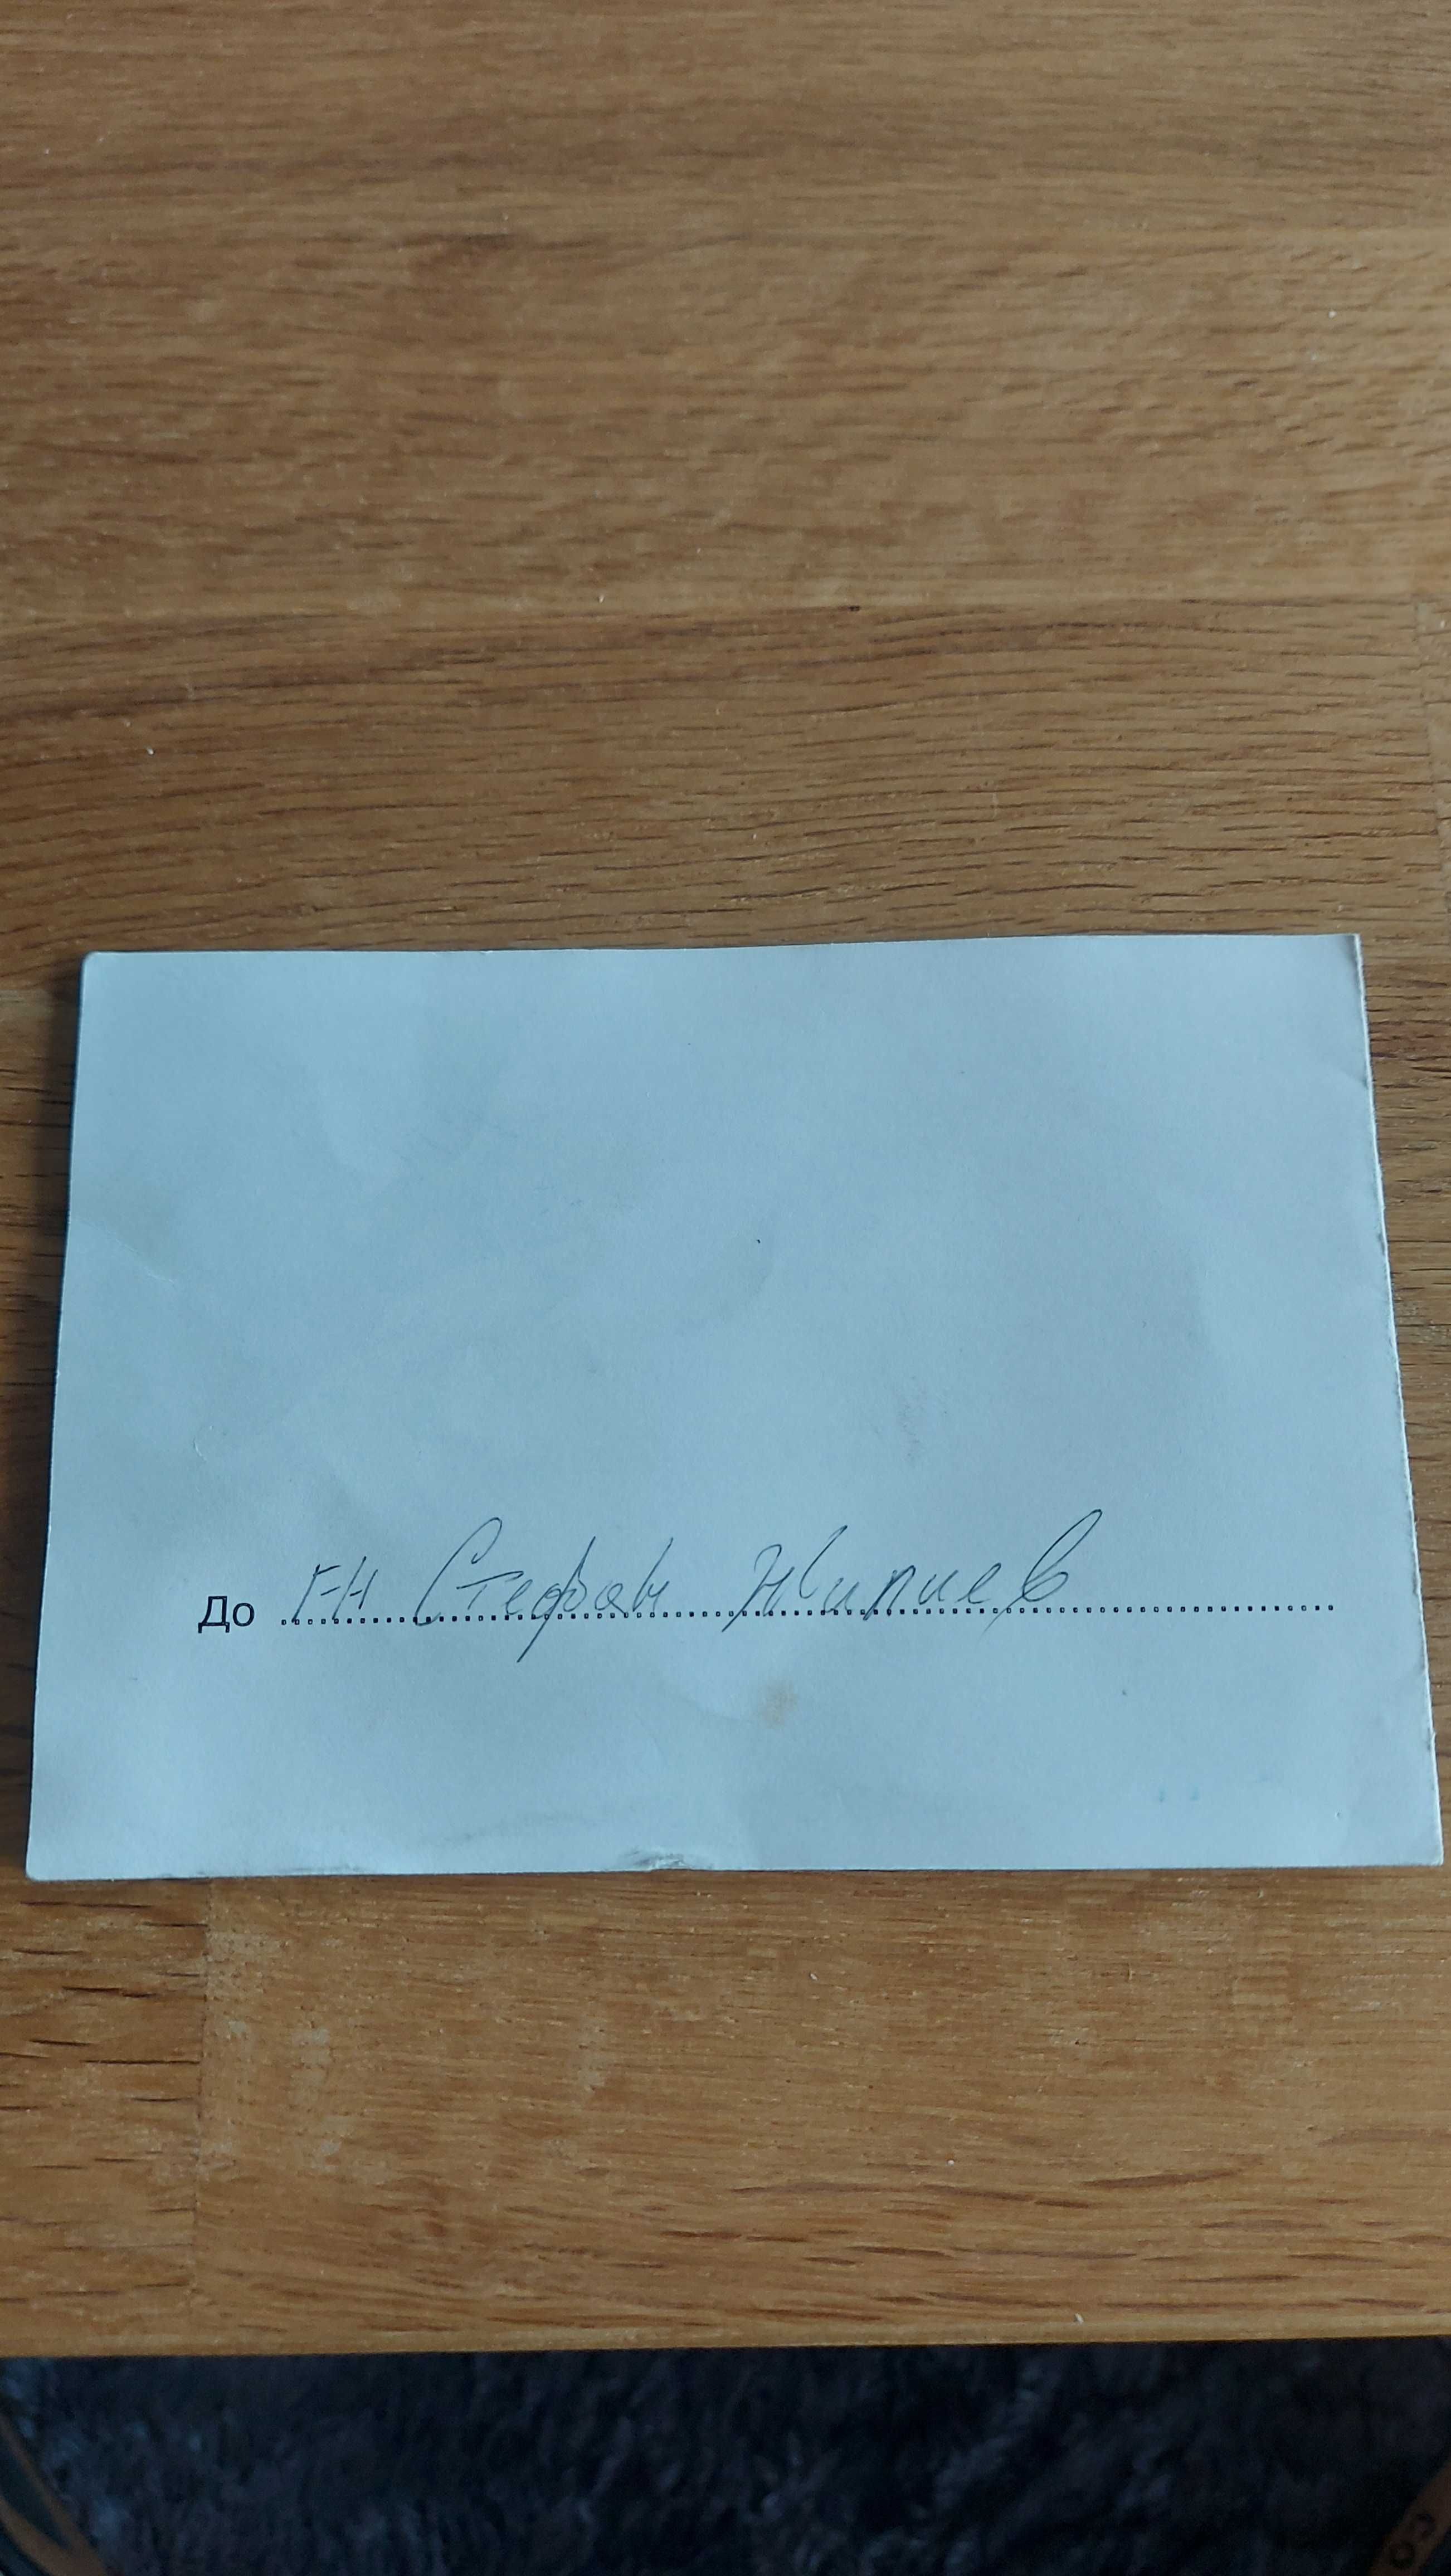 До г-н Стефан Жипиев